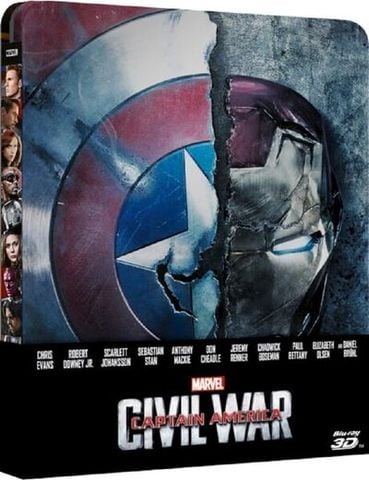 MARVEL
CHRIS EVANS
ROBERT DOWNEY JR.
SCARLETT JOHANSSON
SEBASTIAN STAN
ANTHONY MACKIE
DON CHEADLE
JEREMY RENNER
CHADWICK BOSEMAN
PAUL BETTANY
ELIZABETH OLSEN
AND DANIEL BRÜHL
MARVEL
CAPTAIN AMERICA
CIVIL WAR
Blu-ray
3D